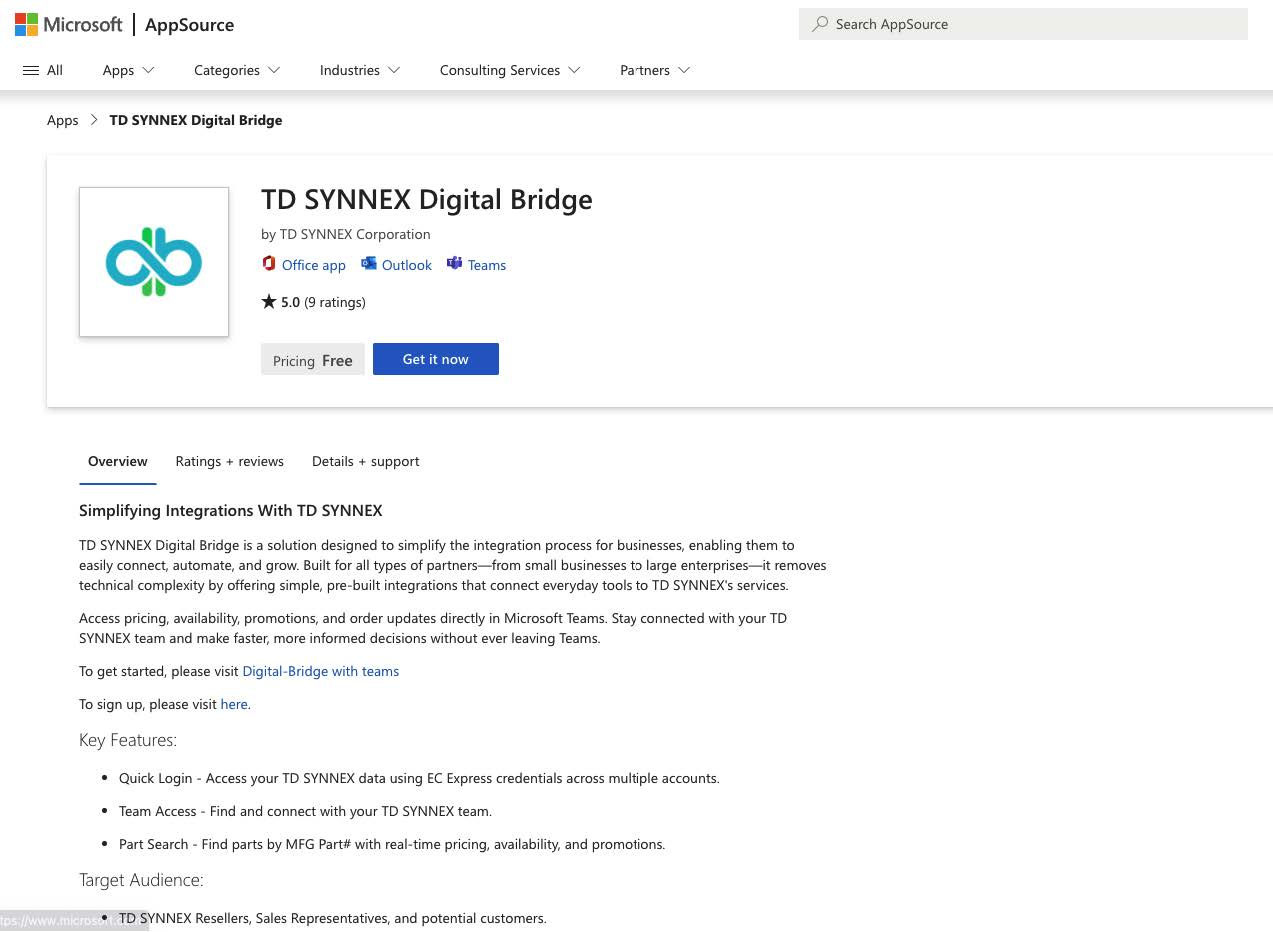 Microsoft | AppSource
Search AppSource
All Apps Categories Industries Consulting Services Partners
Apps > TD SYNNEX Digital Bridge
TD SYNNEX Digital Bridge
by TD SYNNEX Corporation
Office app Outlook Teams
★ 5.0 (9 ratings)
Pricing Free Get it now
Overview Ratings + reviews Details + support
Simplifying Integrations With TD SYNNEX
TD SYNNEX Digital Bridge is a solution designed to simplify the integration process for businesses, enabling them to
easily connect, automate, and grow. Built for all types of partners—from small businesses to large enterprises—it removes
technical complexity by offering simple, pre-built integrations that connect everyday tools to TD SYNNEX's services.
Access pricing, availability, promotions, and order updates directly in Microsoft Teams. Stay connected with your TD
SYNNEX team and make faster, more informed decisions without ever leaving Teams.
To get started, please visit Digital-Bridge with teams
To sign up, please visit here.
Key Features:
• Quick Login - Access your TD SYNNEX data using EC Express credentials across multiple accounts.
• Team Access - Find and connect with your TD SYNNEX team.
• Part Search - Find parts by MFG Part# with real-time pricing, availability, and promotions.
Target Audience:
• TD SYNNEX Resellers, Sales Representatives, and potential customers.